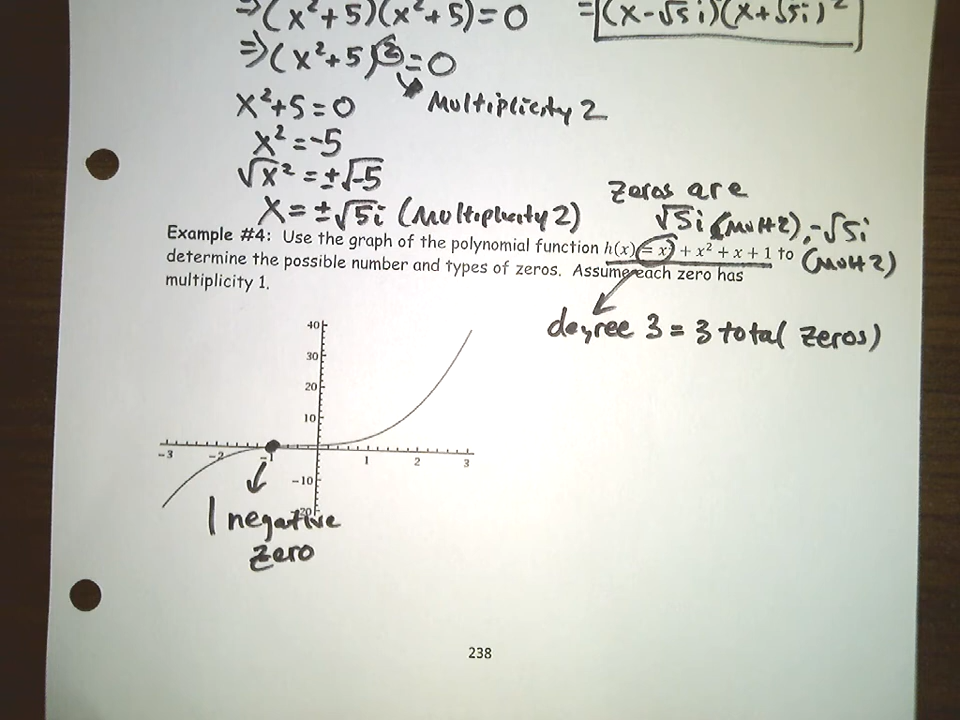 ⇒(x²+5)(x²+5)=0 =(x-√5i)²(x+√5i)²
⇒(x²+5)²=0
Multiplicity 2
x²+5=0
x²=-5
√x²=±√-5
x=±√5i (Multiplicity 2)
Zeros are
√5i (Mult 2), -√5i
(Mult 2)
Example #4: Use the graph of the polynomial function h(x) = x³ + x² + x + 1 to
determine the possible number and types of zeros. Assume each zero has
multiplicity 1.
degree 3 = 3 total (zeros)
40
30
20
10
-3 -2 -1 1 2 3
-10
-20
1 negative
zero
238